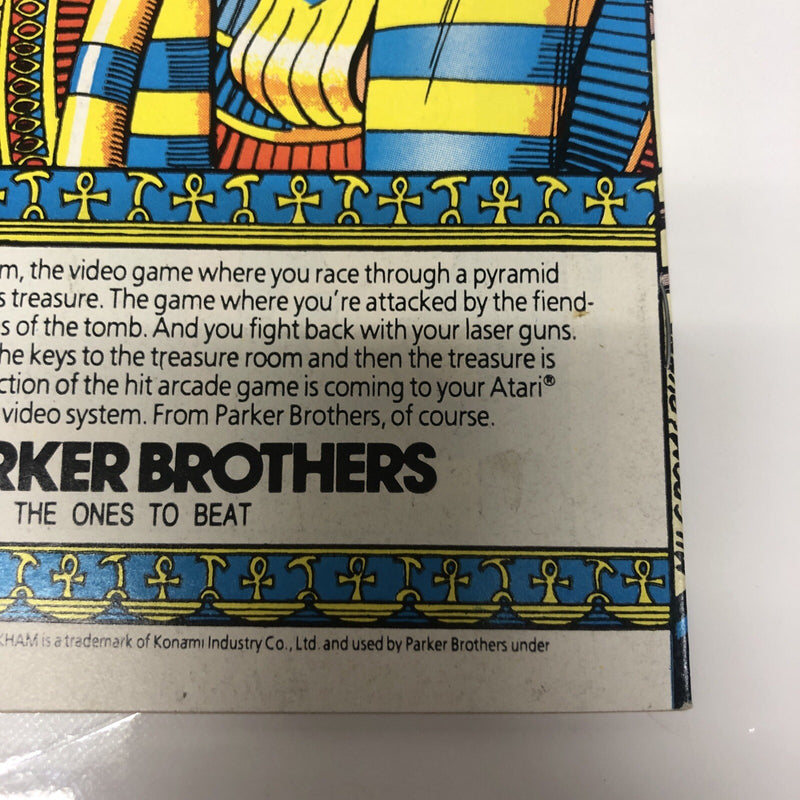 m, the video game where you race through a pyramid
s treasure. The game where you're attacked by the fiend-
s of the tomb. And you fight back with your laser guns.
he keys to the treasure room and then the treasure is
ction of the hit arcade game is coming to your Atari®
video system. From Parker Brothers, of course.
RKER BROTHERS
THE ONES TO BEAT
KHAM is a trademark of Konami Industry Co., Ltd. and used by Parker Brothers under